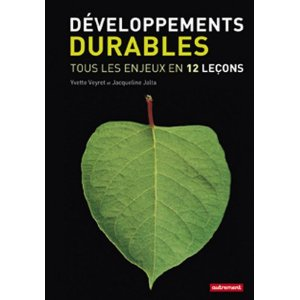 DÉVELOPPEMENTS
DURABLES
TOUS LES ENJEUX EN 12 LEÇONS
Yvette Veyret et Jacqueline Jalta
autrement